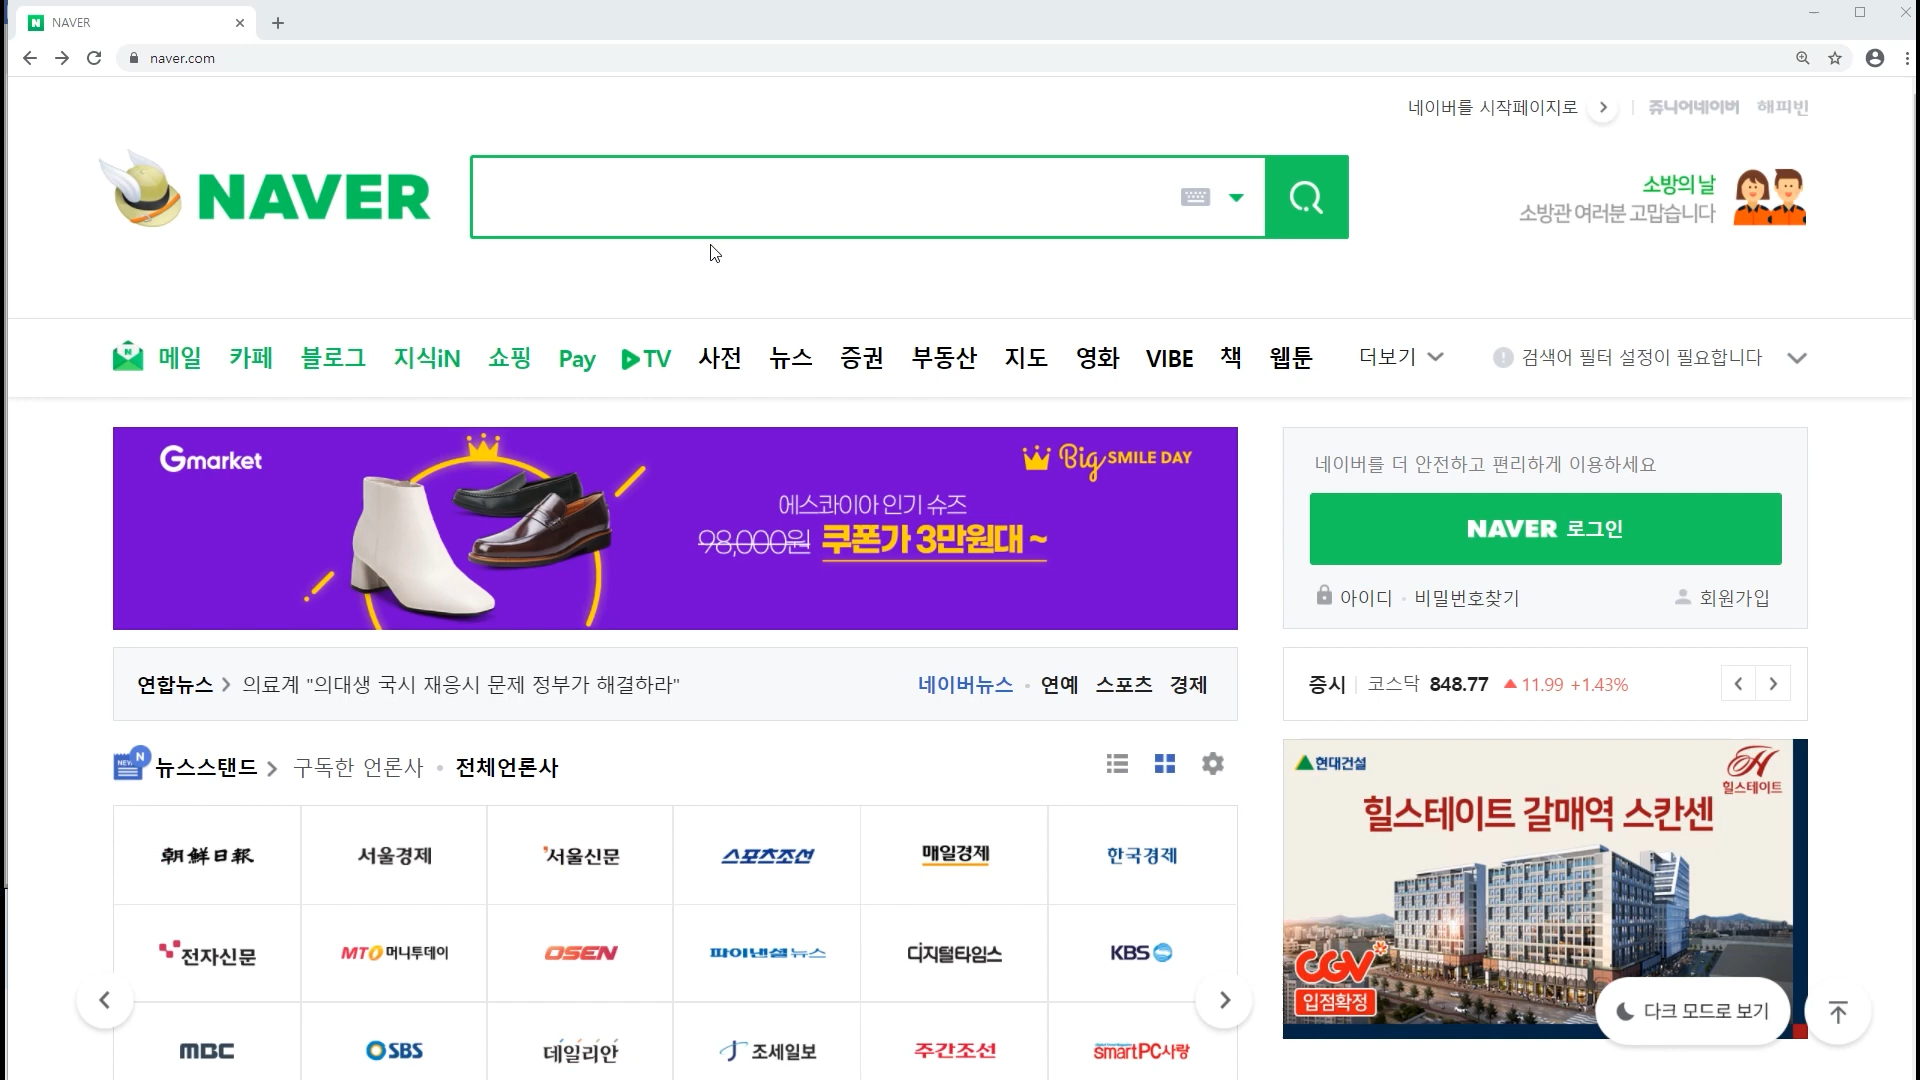 NAVER
naver.com
네이버를 시작페이지로
쥬니어네이버 해피빈
NAVER
소방의 날
소방관 여러분 고맙습니다
메일 카페 블로그 지식iN 쇼핑 Pay TV 사전 뉴스 증권 부동산 지도 영화 VIBE 책 웹툰 더보기
검색어 필터 설정이 필요합니다
Gmarket
Big SMILE DAY
에스콰이아 인기 슈즈
98,000원 쿠폰가 3만원대 ~
네이버를 더 안전하고 편리하게 이용하세요
NAVER 로그인
아이디 · 비밀번호찾기 회원가입
연합뉴스 > 의료계 "의대생 국시 재응시 문제 정부가 해결하라"
네이버뉴스 · 연예 스포츠 경제
증시 코스닥 848.77 ▲ 11.99 +1.43%
뉴스스탠드 > 구독한 언론사 · 전체언론사
朝鮮日報 서울경제 서울신문 스포츠조선 매일경제 한국경제
전자신문 MTO 머니투데이 OSEN 파이낸셜뉴스 디지털타임스 KBS
MBC SBS 데일리안 조세일보 주간조선 smartPC사랑
현대건설
힐스테이트
힐스테이트 갈매역 스칸센
CGV
입점확정
다크 모드로 보기